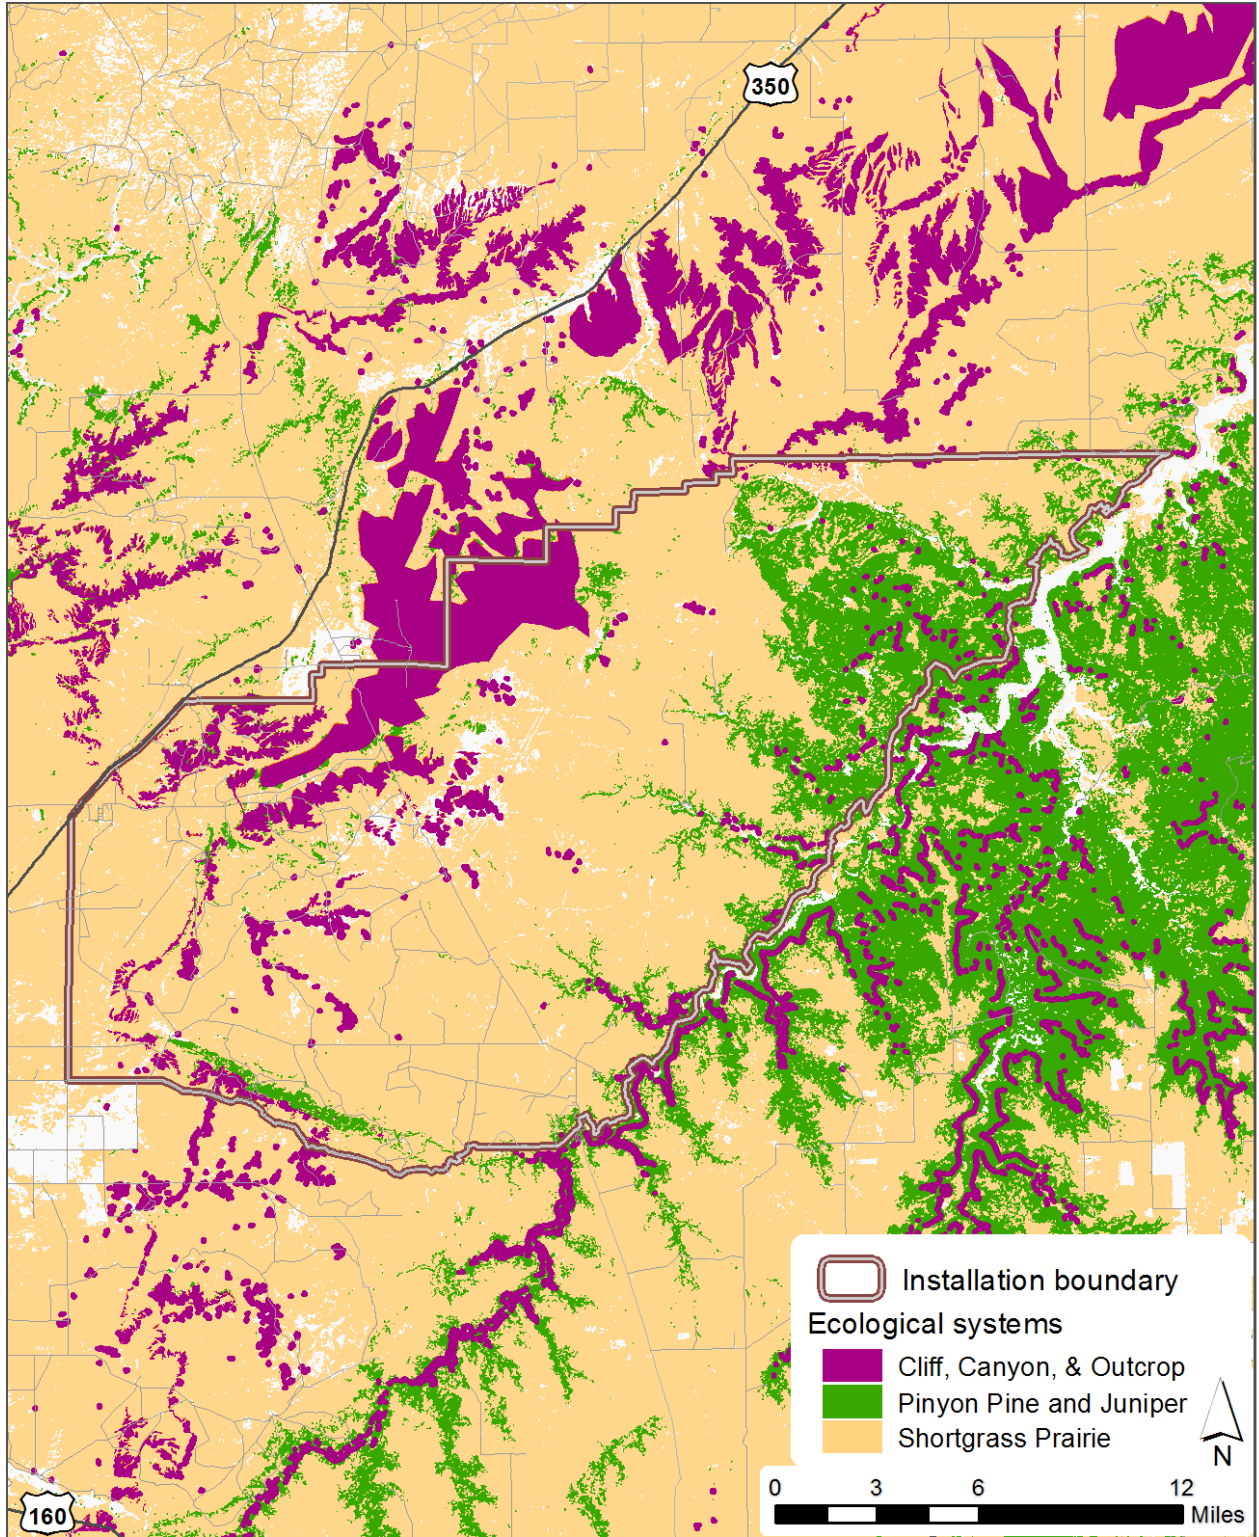 350
Installation boundary
Ecological systems
Cliff, Canyon, & Outcrop
Pinyon Pine and Juniper
Shortgrass Prairie
N
0 3 6 12
Miles
160